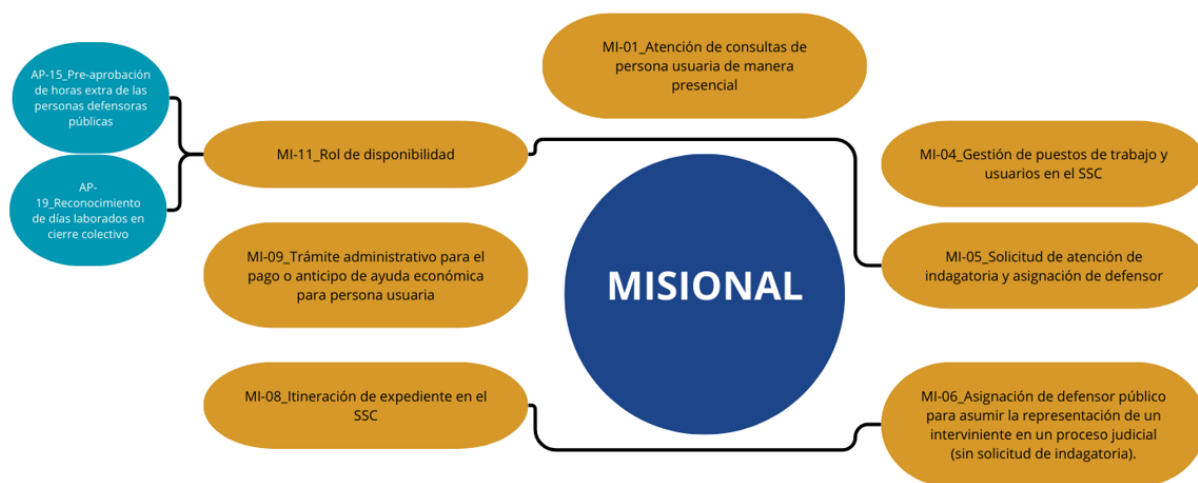 MI-01_Atención de consultas de
persona usuaria de manera
presencial
AP-15_Pre-aprobación
de horas extra de las
personas defensoras
públicas
MI-11_Rol de disponibilidad
MI-04_Gestión de puestos de trabajo y
usuarios en el SSC
AP-
19_Reconocimiento
de días laborados en
cierre colectivo
MI-09_Trámite administrativo para el
pago o anticipo de ayuda económica
para persona usuaria
MISIONAL
MI-05_Solicitud de atención de
indagatoria y asignación de defensor
MI-08_Itineración de expediente en el
SSC
MI-06_Asignación de defensor público
para asumir la representación de un
interviniente en un proceso judicial
(sin solicitud de indagatoria).